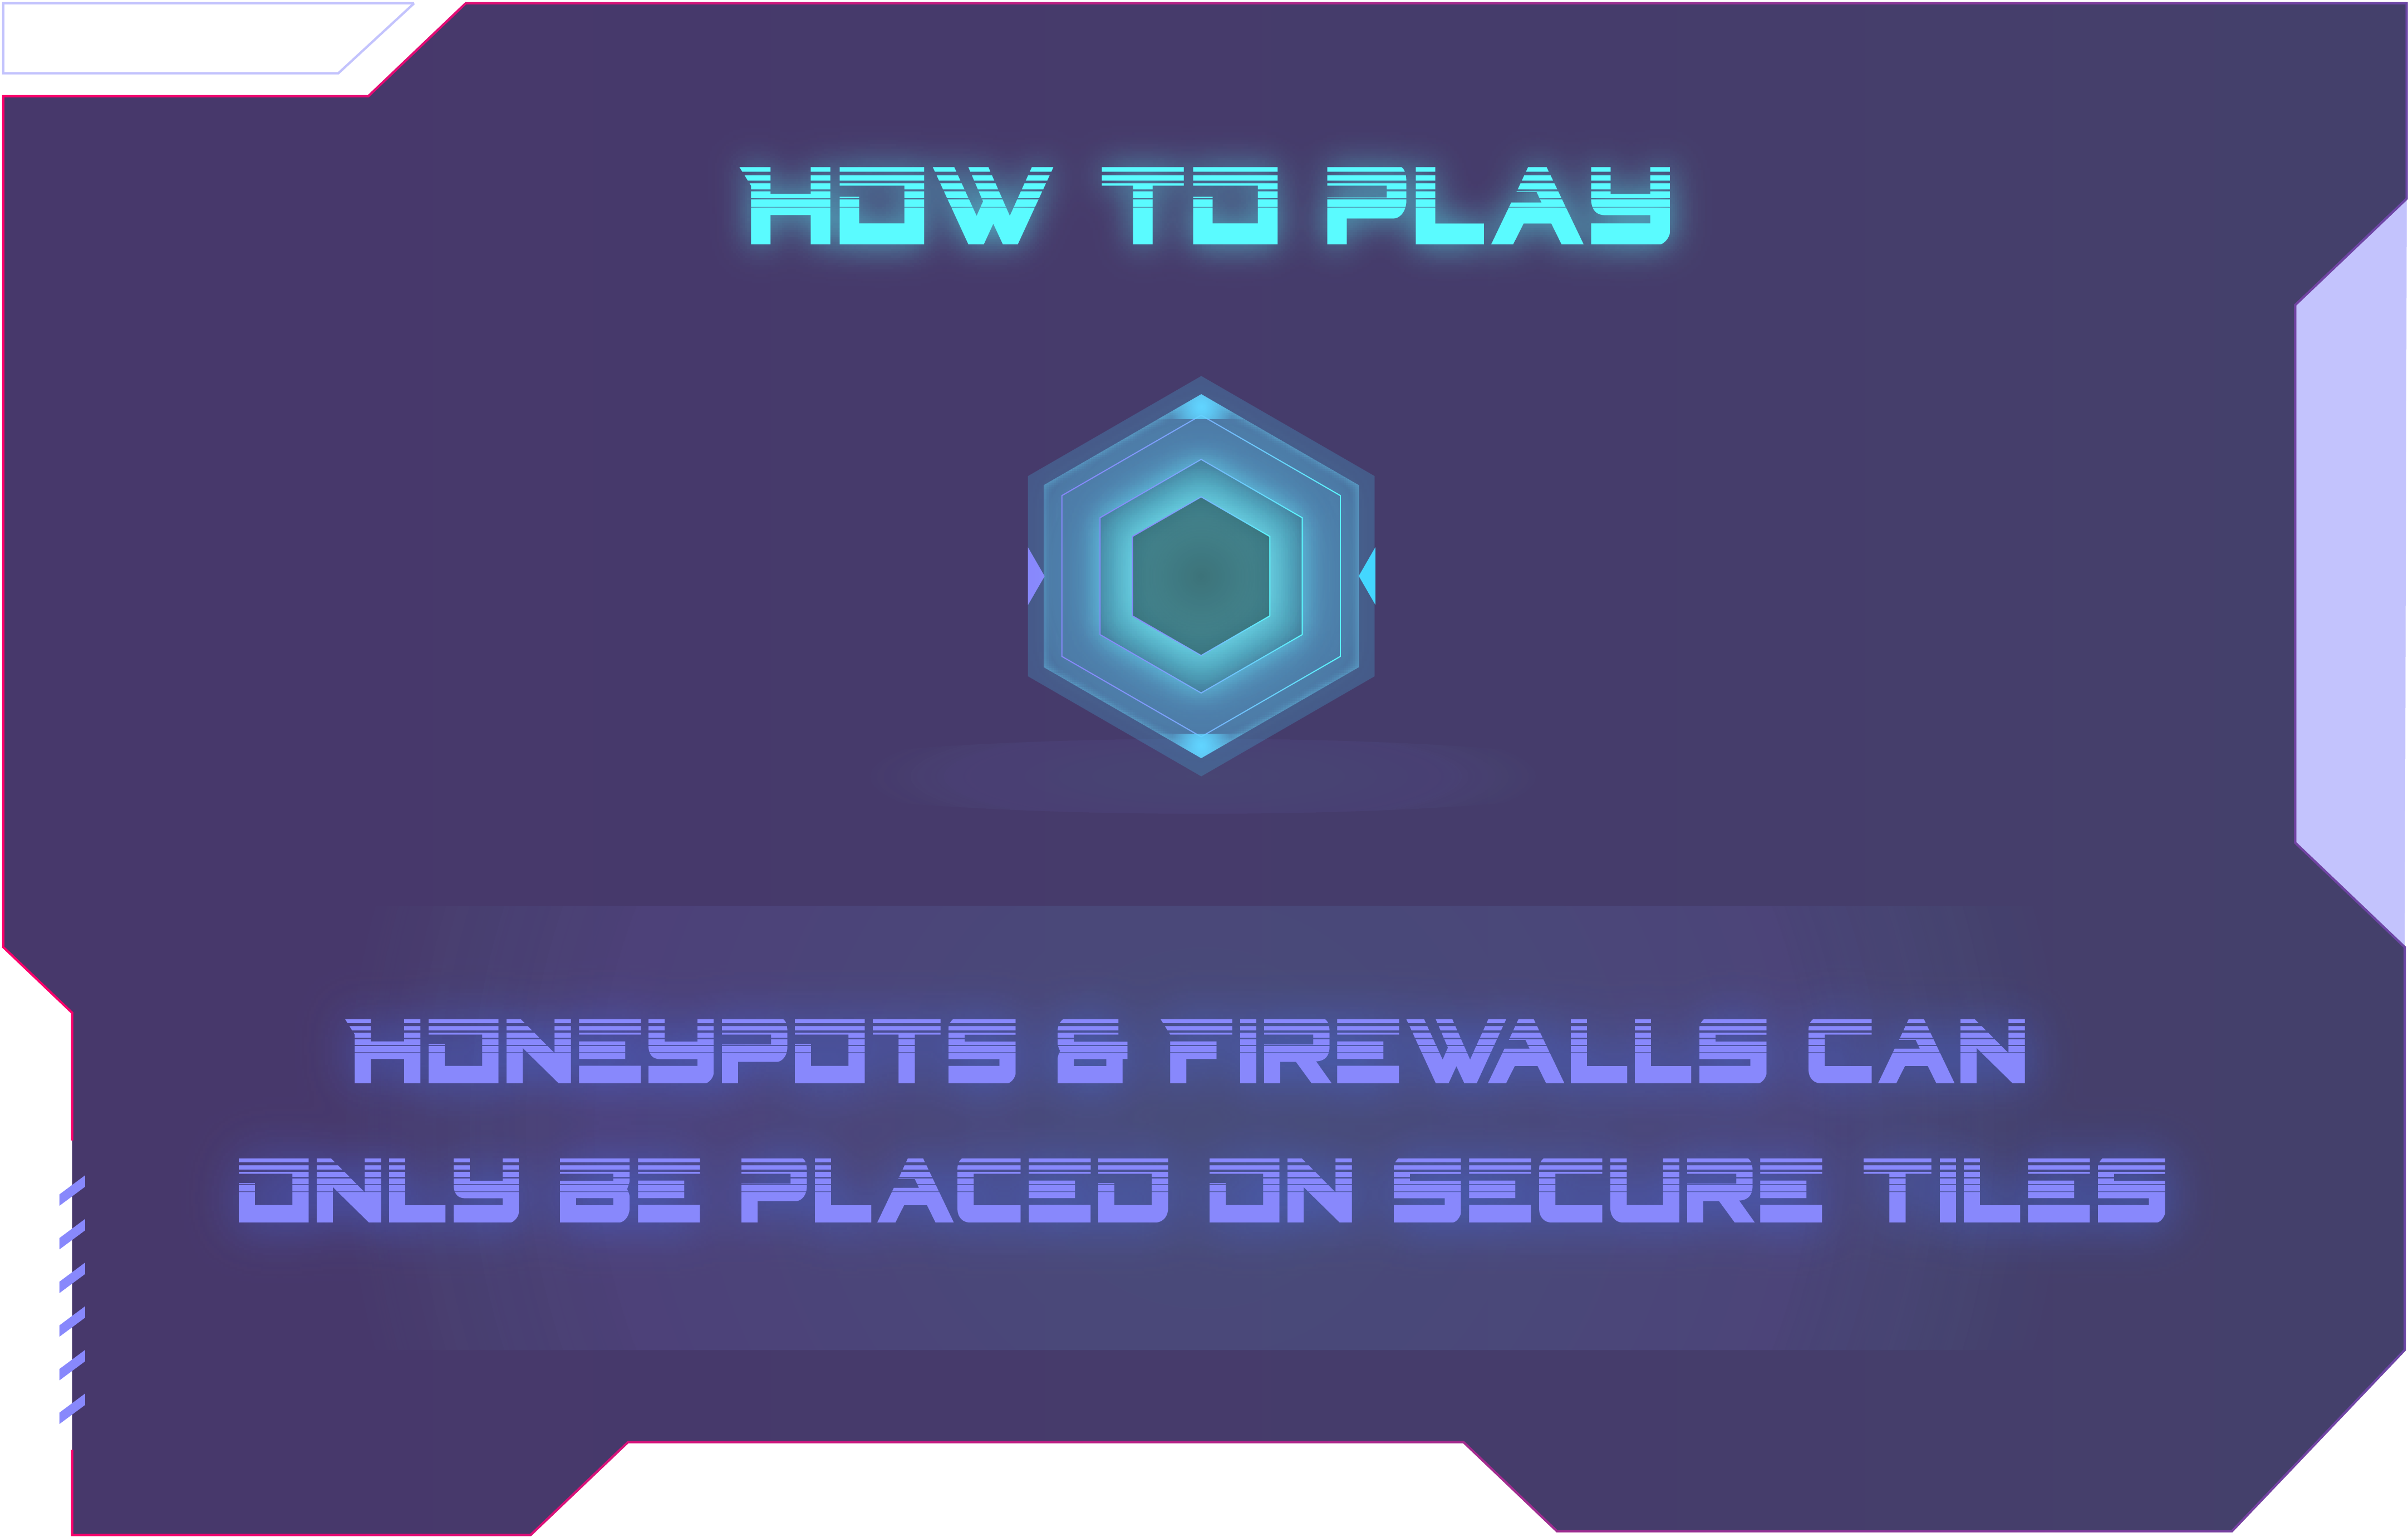 HOW TO PLAY
HONEYPOTS & FIREWALLS CAN
ONLY BE PLACED ON SECURE TILES